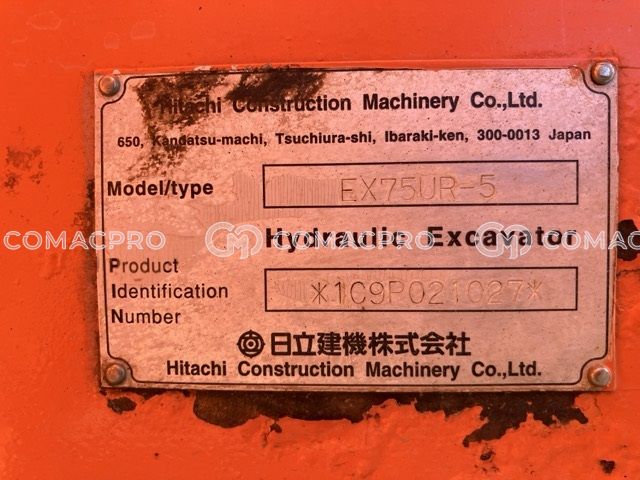 Hitachi Construction Machinery Co.,Ltd.
650, Kandatsu-machi, Tsuchiura-shi, Ibaraki-ken, 300-0013 Japan
Model/type EX75UR-5
Hydraulic Excavator
COMACPRO COMACPRO COMAC
Product
Identification *1C9P021027*
Number
日立建機株式会社
Hitachi Construction Machinery Co.,Ltd.